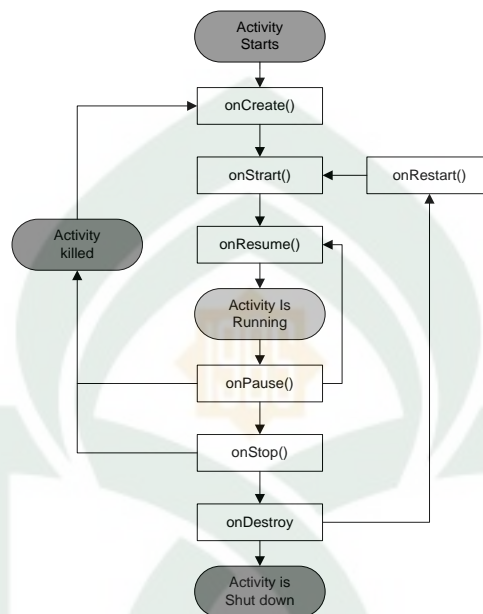 Activity
Starts
onCreate()
onStrart()
onRestart()
Activity
killed
onResume()
Activity Is
Running
onPause()
onStop()
onDestroy
Activity is
Shut down